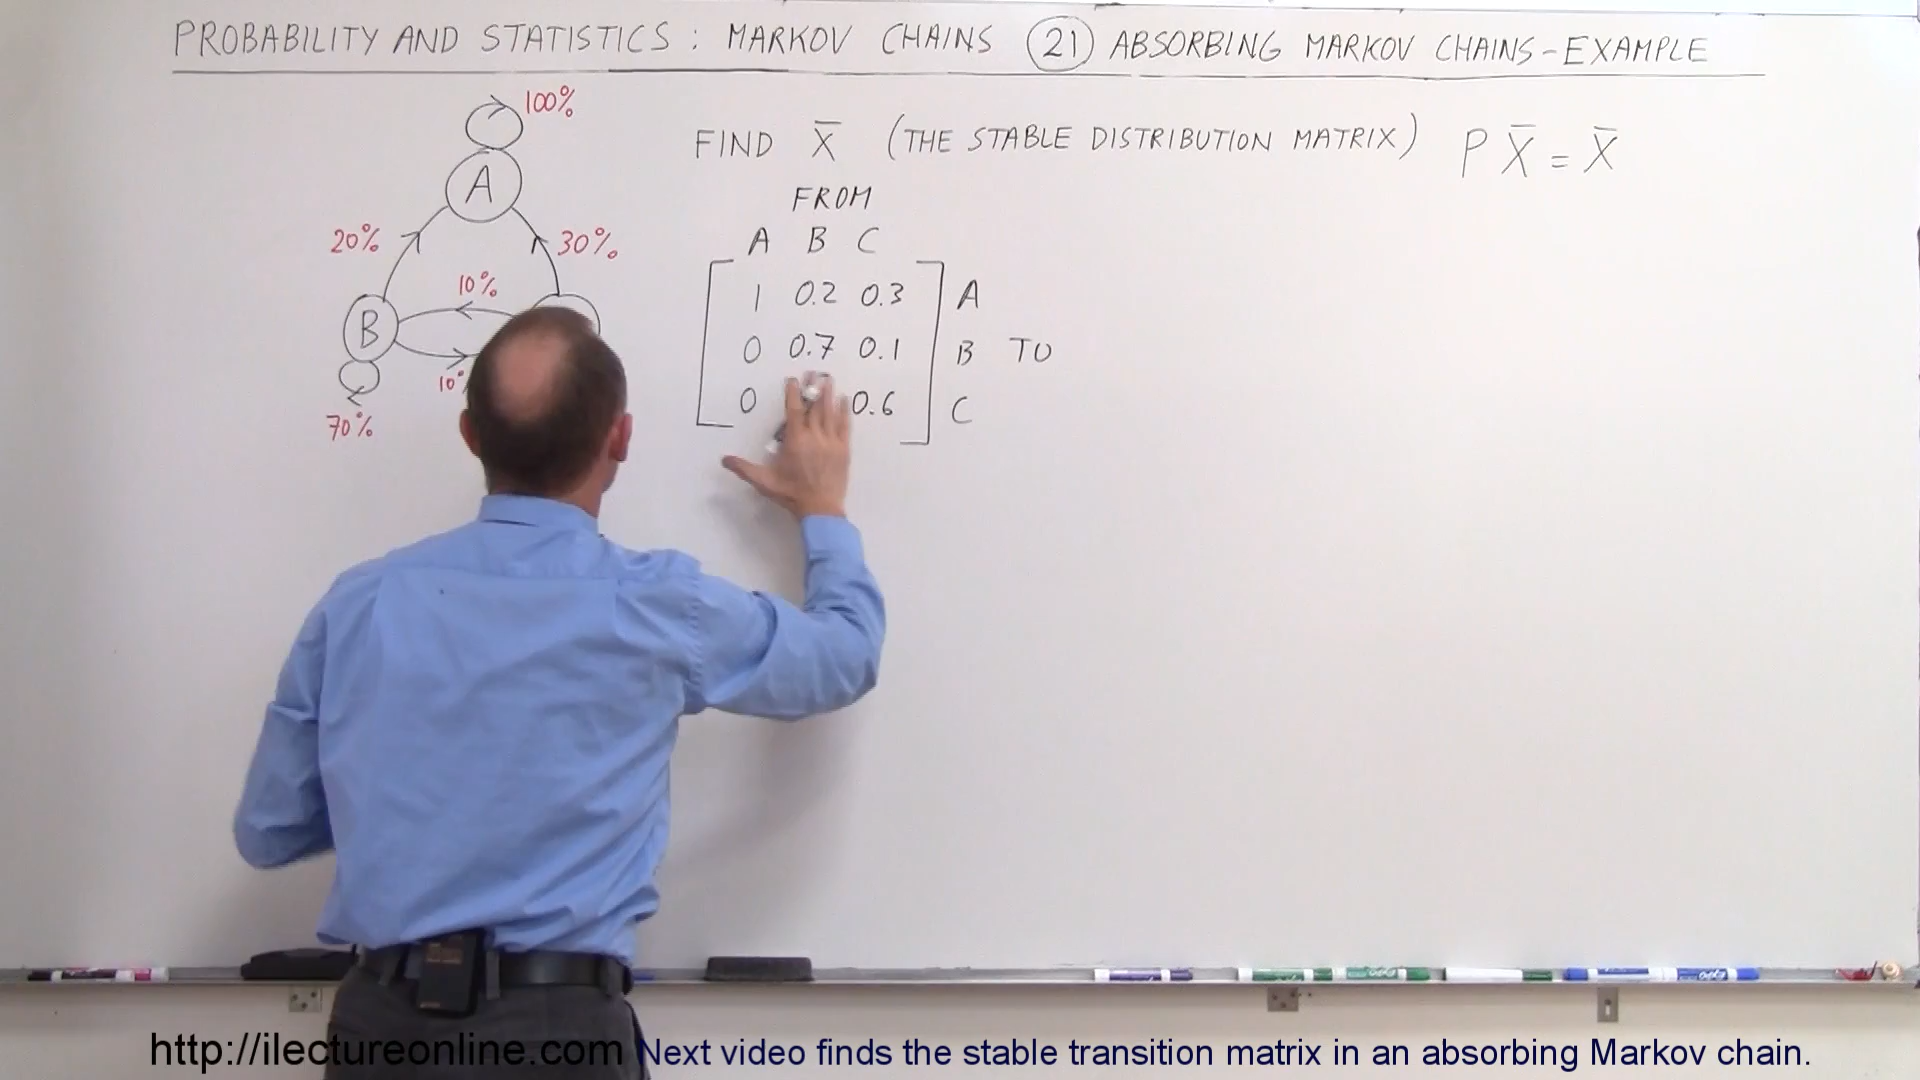 PROBABILITY AND STATISTICS : MARKOV CHAINS 21 ABSORBING MARKOV CHAINS - EXAMPLE
100%
A
20%
30%
10%
B
10%
70%
FIND X̅ (THE STABLE DISTRIBUTION MATRIX) P X̅ = X̅
FROM
A B C
1 0.2 0.3 A
0 0.7 0.1 B TO
0 0.6 C
http://ilectureonline.com Next video finds the stable transition matrix in an absorbing Markov chain.